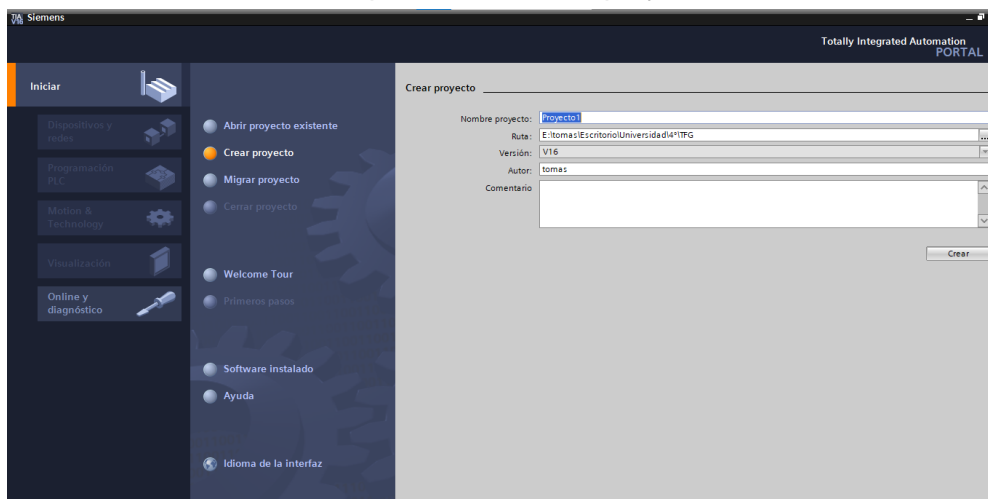 TIA
V16
Siemens
Totally Integrated Automation
PORTAL
Iniciar
Dispositivos y
redes
Programación
PLC
Motion &
Technology
Visualización
Online y
diagnóstico
Abrir proyecto existente
Crear proyecto
Migrar proyecto
Cerrar proyecto
Welcome Tour
Primeros pasos
Software instalado
Ayuda
Idioma de la interfaz
Crear proyecto
Nombre proyecto: Proyecto1
Ruta: E:\tomas\Escritorio\Universidad\4º\TFG
...
Versión: V16
Autor: tomas
Comentario
Crear